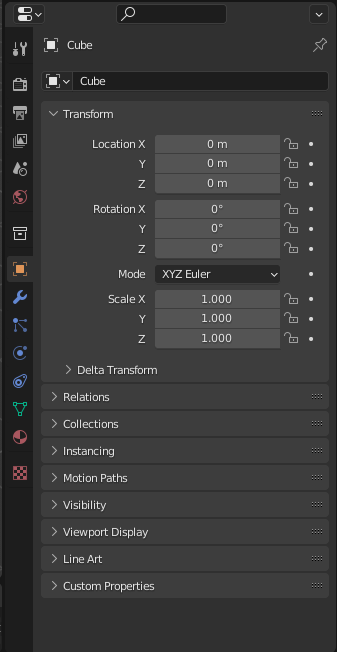 Cube
Cube
Transform
Location X 0 m
Y 0 m
Z 0 m
Rotation X 0°
Y 0°
Z 0°
Mode XYZ Euler
Scale X 1.000
Y 1.000
Z 1.000
Delta Transform
Relations
Collections
Instancing
Motion Paths
Visibility
Viewport Display
Line Art
Custom Properties